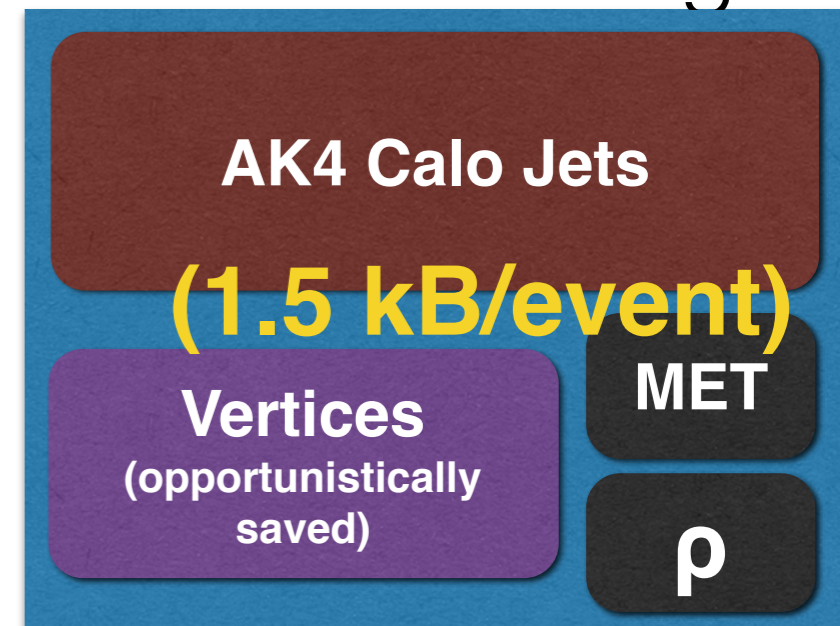 AK4 Calo Jets
(1.5 kB/event)
MET
Vertices
(opportunistically
saved)
ρ